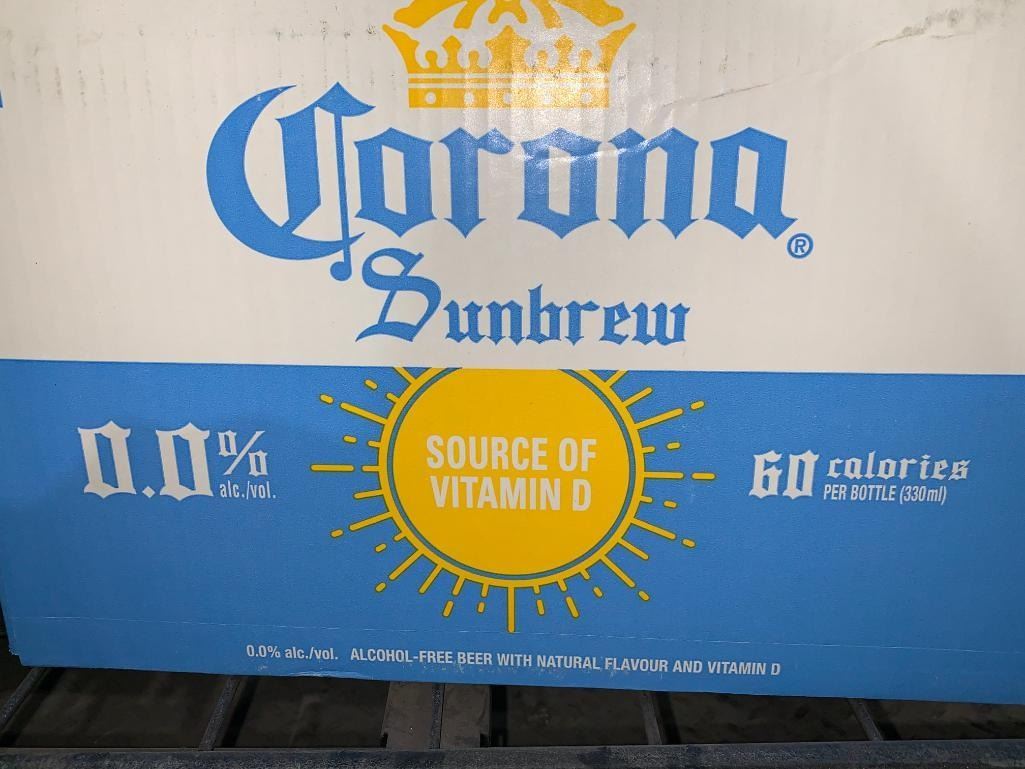 Corona®
Sunbrew
0.0% alc./vol.
SOURCE OF
VITAMIN D
60 calories
PER BOTTLE (330ml)
0.0% alc./vol. ALCOHOL-FREE BEER WITH NATURAL FLAVOUR AND VITAMIN D